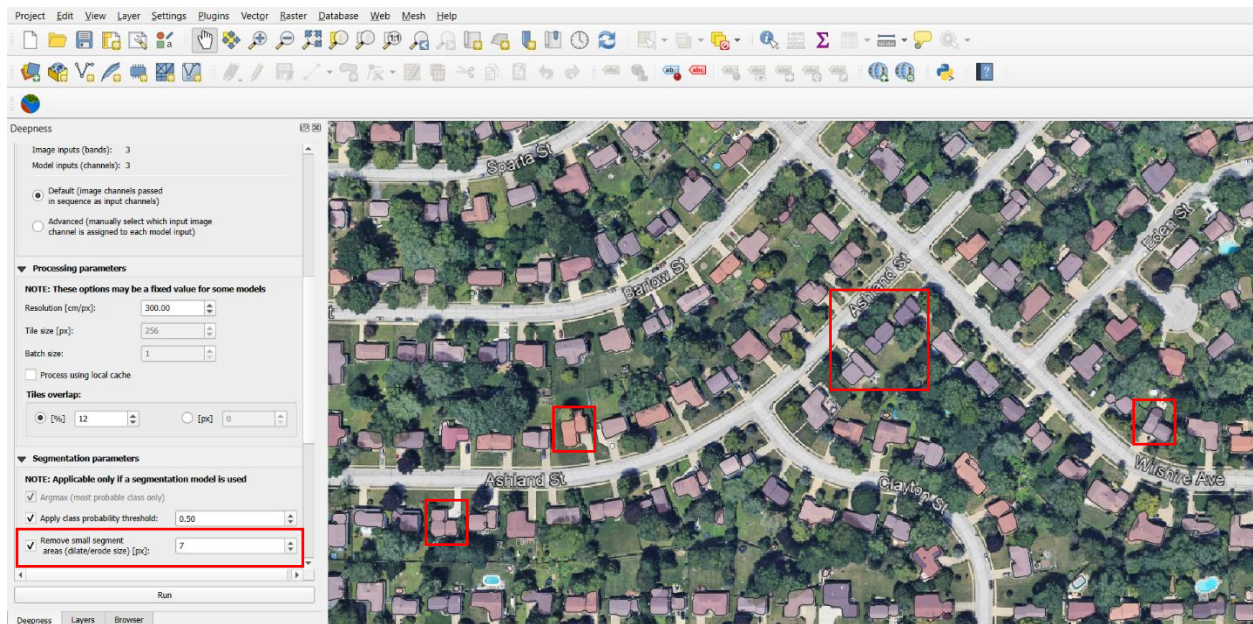 Project Edit View Layer Settings Plugins Vector Raster Database Web Mesh Help
Deepness
Image inputs (bands): 3
Model inputs (channels): 3
Default (image channels passed
in sequence as input channels)
Advanced (manually select which input image
channel is assigned to each model input)
Processing parameters
NOTE: These options may be a fixed value for some models
Resolution [cm/px]: 300.00
Tile size [px]: 256
Batch size: 1
Process using local cache
Tiles overlap:
[%] 12 [px] 0
Segmentation parameters
NOTE: Applicable only if a segmentation model is used
Argmax (most probable class only)
Apply class probability threshold: 0.50
Remove small segment
areas (dilate/erode size) [px]: 7
Run
Deepness Layers Browser
Sparta St
Barlow St
Ashland St
Eden St
Ashland St
Clayton St
Wilshire Ave